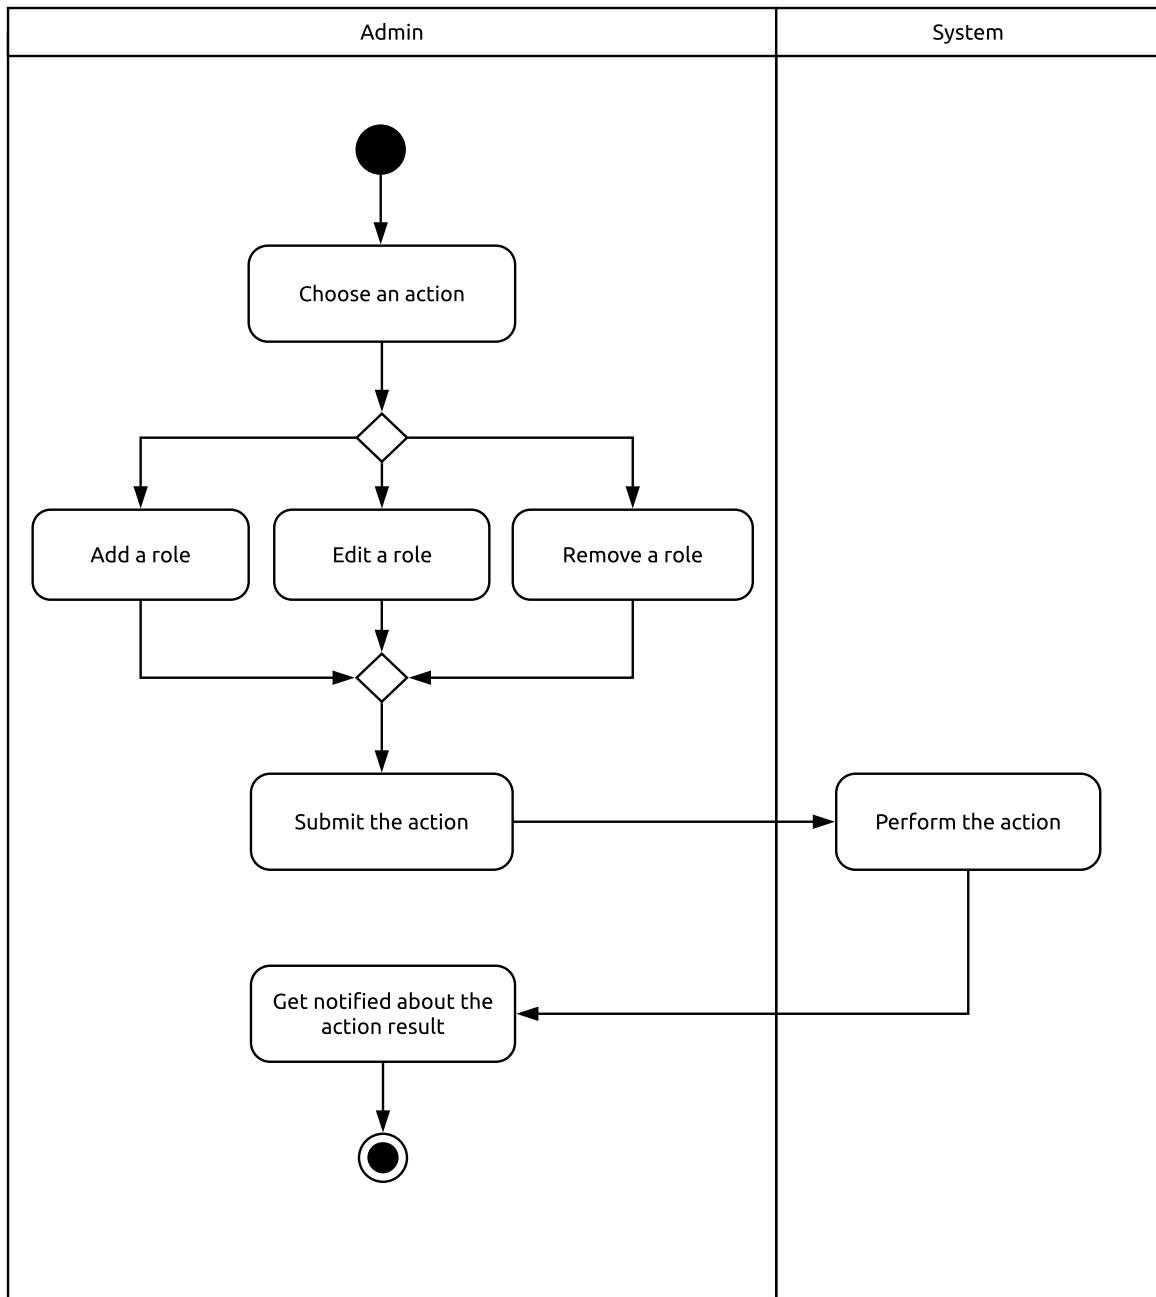 Admin
System
Choose an action
Add a role
Edit a role
Remove a role
Submit the action
Perform the action
Get notified about the
action result